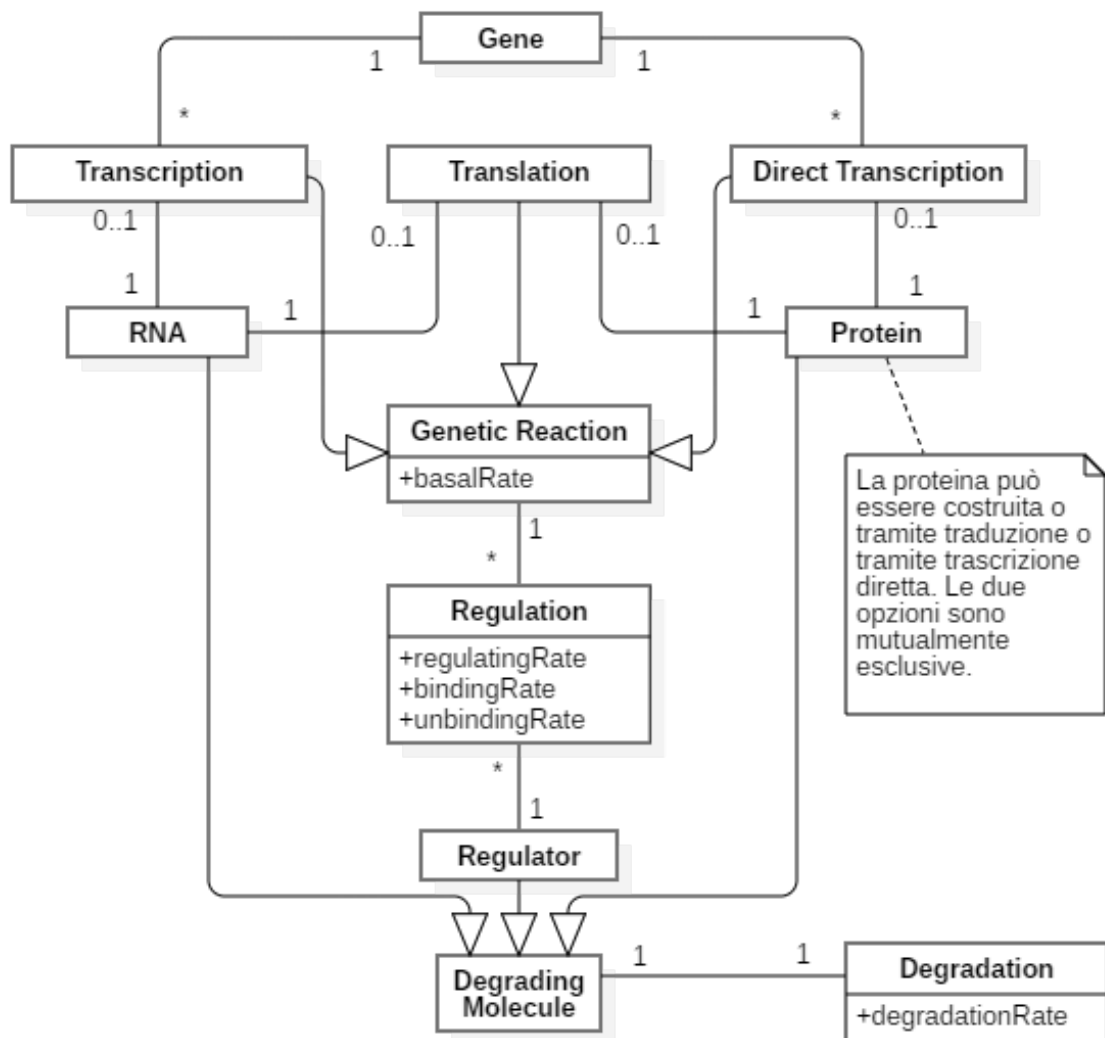 Gene
1
1
*
*
Transcription
Translation
Direct Transcription
0..1
0..1
0..1
0..1
1
1
1
1
RNA
Protein
Genetic Reaction
+basalRate
La proteina può
essere costruita o
tramite traduzione o
tramite trascrizione
diretta. Le due
opzioni sono
mutualmente
esclusive.
1
*
Regulation
+regulatingRate
+bindingRate
+unbindingRate
*
1
Regulator
Degrading
Molecule
1
1
Degradation
+degradationRate